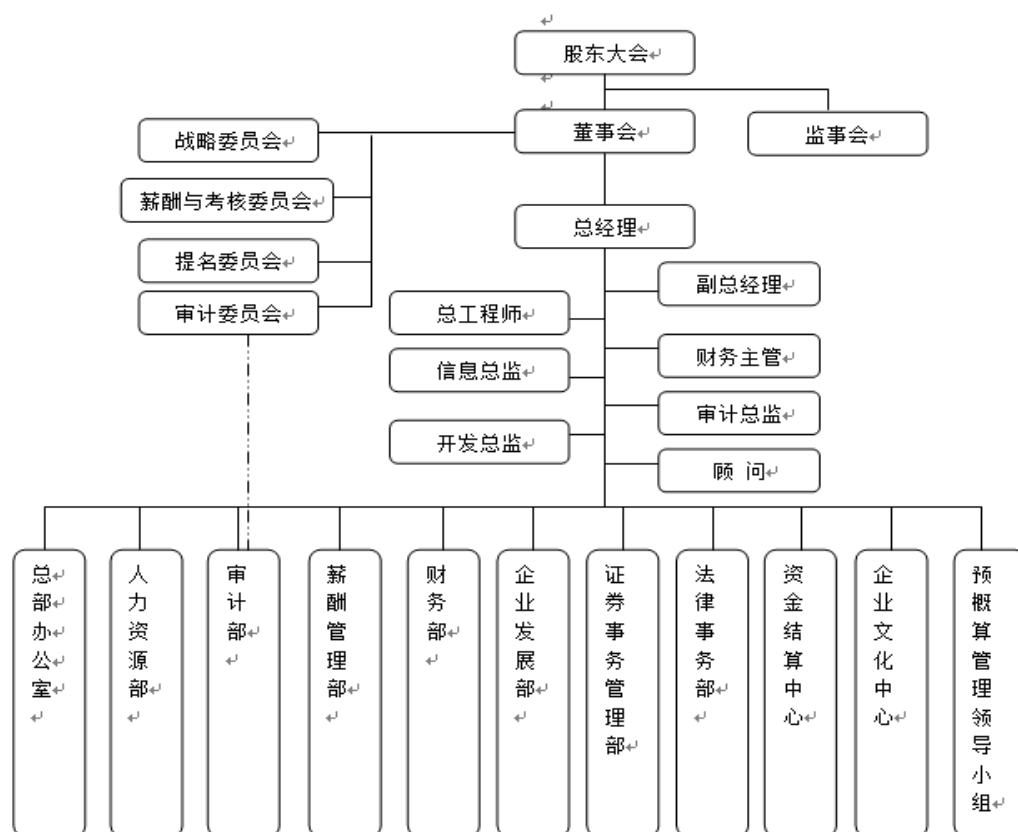 股东大会
董事会
监事会
战略委员会
薪酬与考核委员会
提名委员会
审计委员会
总经理
副总经理
总工程师
财务主管
信息总监
审计总监
开发总监
顾 问
总部办公室
人力资源部
审计部
薪酬管理部
财务部
企业发展部
证券事务管理部
法律事务部
资金结算中心
企业文化中心
预概算管理领导小组